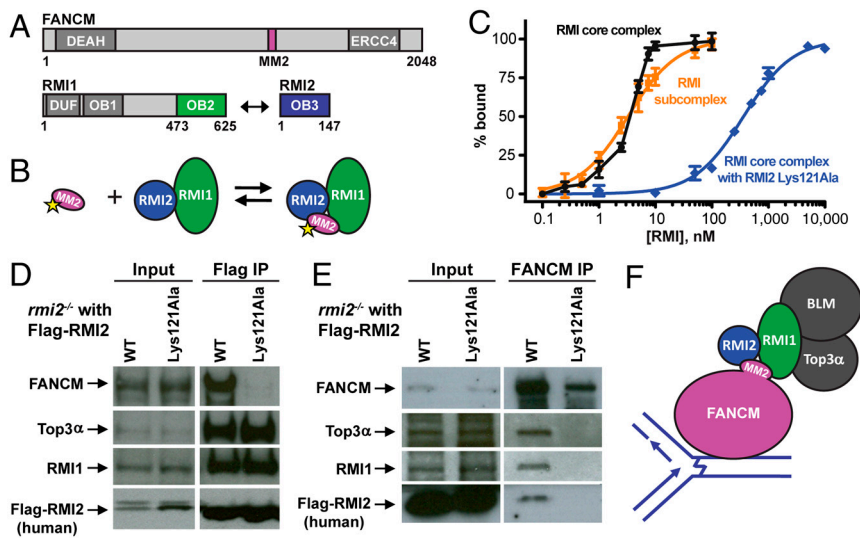 A
FANCM
DEAH
ERCC4
1
MM2
2048
RMI1
RMI2
DUF
OB1
OB2
OB3
1
473
625
1
147
B
MM2
+
RMI2
RMI1
RMI2
RMI1
MM2
C
RMI core complex
100
75
50
25
0
% bound
RMI
subcomplex
RMI core complex
with RMI2 Lys121Ala
0.1
1
10
100
1,000
10,000
[RMI], nM
D
Input
Flag IP
rmi2-/- with
Flag-RMI2
WT
Lys121Ala
WT
Lys121Ala
FANCM
Top3α
RMI1
Flag-RMI2
(human)
E
Input
FANCM IP
rmi2-/- with
Flag-RMI2
WT
Lys121Ala
WT
Lys121Ala
FANCM
Top3α
RMI1
Flag-RMI2
(human)
F
BLM
RMI1
RMI2
Top3α
MM2
FANCM